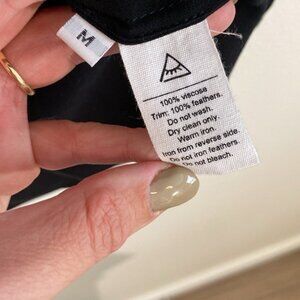 M
100% viscose
Trim: 100% feathers.
Do not wash.
Dry clean only.
Warm iron.
Iron from reverse side.
Do not iron feathers.
Do not bleach.